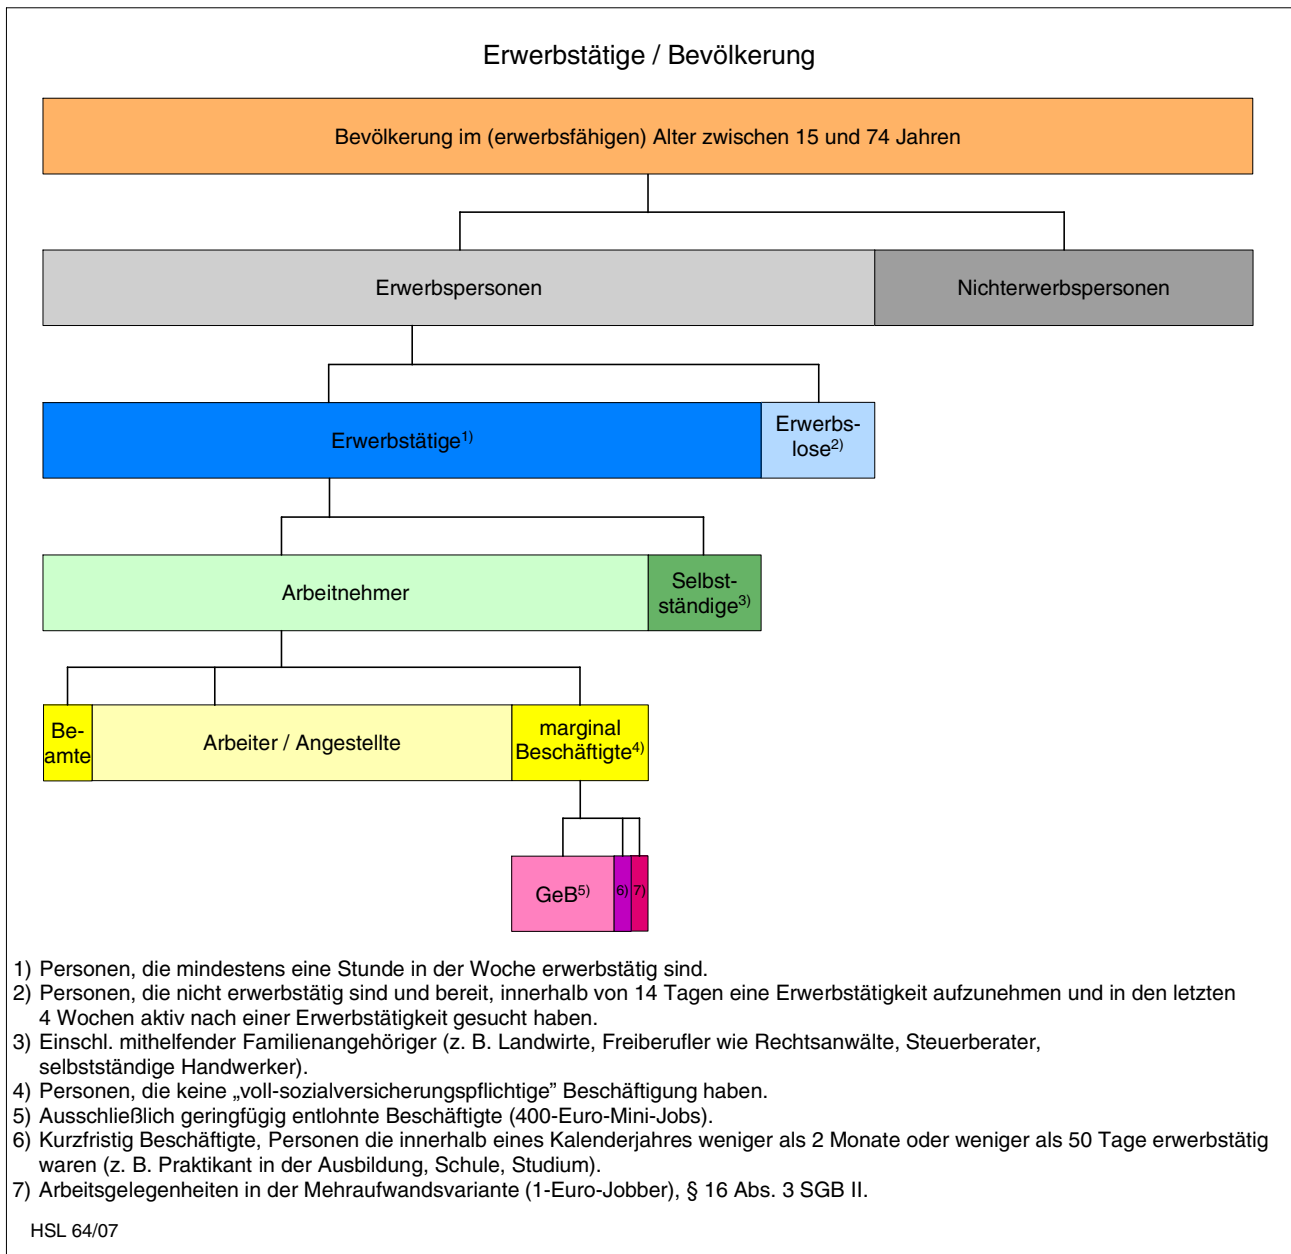 Erwerbstätige / Bevölkerung
Bevölkerung im (erwerbsfähigen) Alter zwischen 15 und 74 Jahren
Erwerbspersonen
Nichterwerbspersonen
Erwerbstätige1)
Erwerbs-
lose2)
Arbeitnehmer
Selbst-
ständige3)
Be-
amte
Arbeiter / Angestellte
marginal
Beschäftigte4)
GeB5)
6)
7)
1) Personen, die mindestens eine Stunde in der Woche erwerbstätig sind.
2) Personen, die nicht erwerbstätig sind und bereit, innerhalb von 14 Tagen eine Erwerbstätigkeit aufzunehmen und in den letzten
4 Wochen aktiv nach einer Erwerbstätigkeit gesucht haben.
3) Einschl. mithelfender Familienangehöriger (z. B. Landwirte, Freiberufler wie Rechtsanwälte, Steuerberater,
selbstständige Handwerker).
4) Personen, die keine „voll-sozialversicherungspflichtige” Beschäftigung haben.
5) Ausschließlich geringfügig entlohnte Beschäftigte (400-Euro-Mini-Jobs).
6) Kurzfristig Beschäftigte, Personen die innerhalb eines Kalenderjahres weniger als 2 Monate oder weniger als 50 Tage erwerbstätig
waren (z. B. Praktikant in der Ausbildung, Schule, Studium).
7) Arbeitsgelegenheiten in der Mehraufwandsvariante (1-Euro-Jobber), § 16 Abs. 3 SGB II.
HSL 64/07